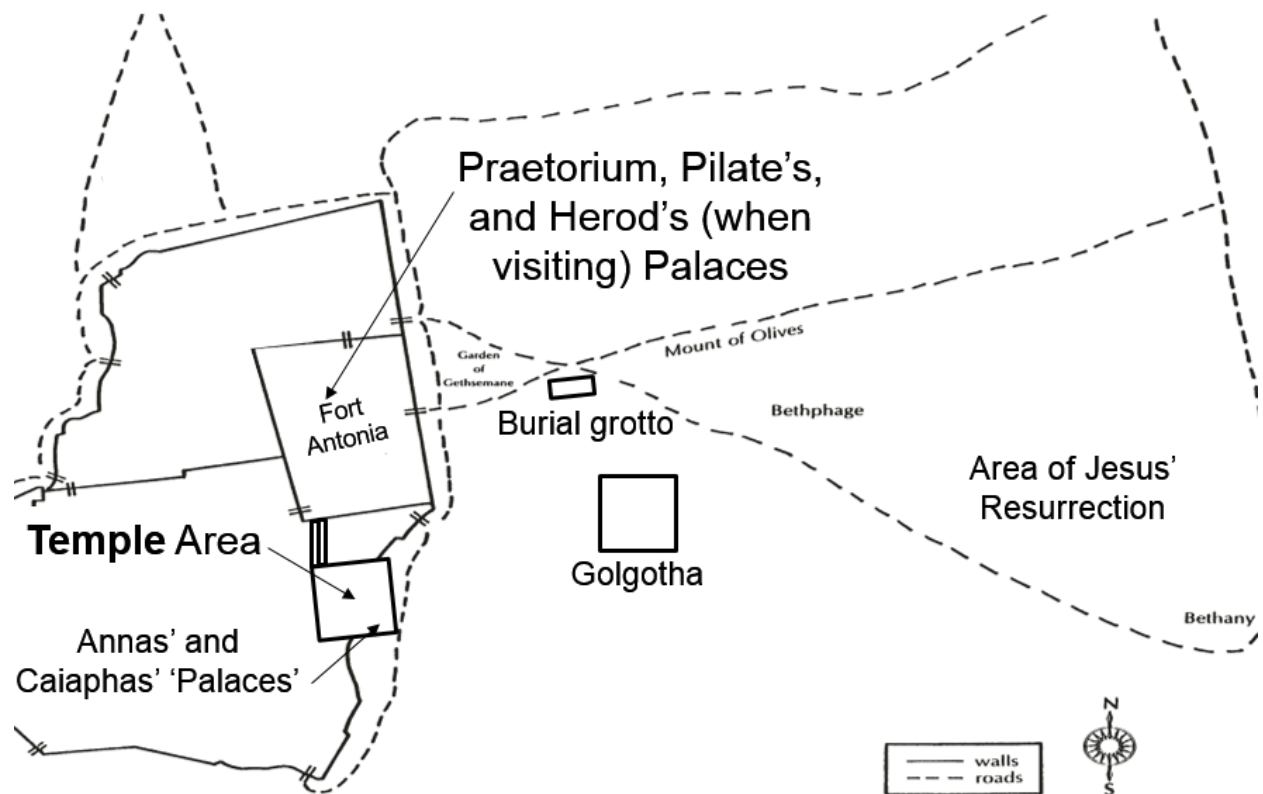 Praetorium, Pilate’s,
and Herod’s (when
visiting) Palaces
Mount of Olives
Garden
of
Gethsemane
Fort
Antonia
Burial grotto
Bethphage
Area of Jesus’
Resurrection
Temple Area
Golgotha
Annas’ and
Caiaphas’ ‘Palaces’
Bethany
N
walls
roads
S